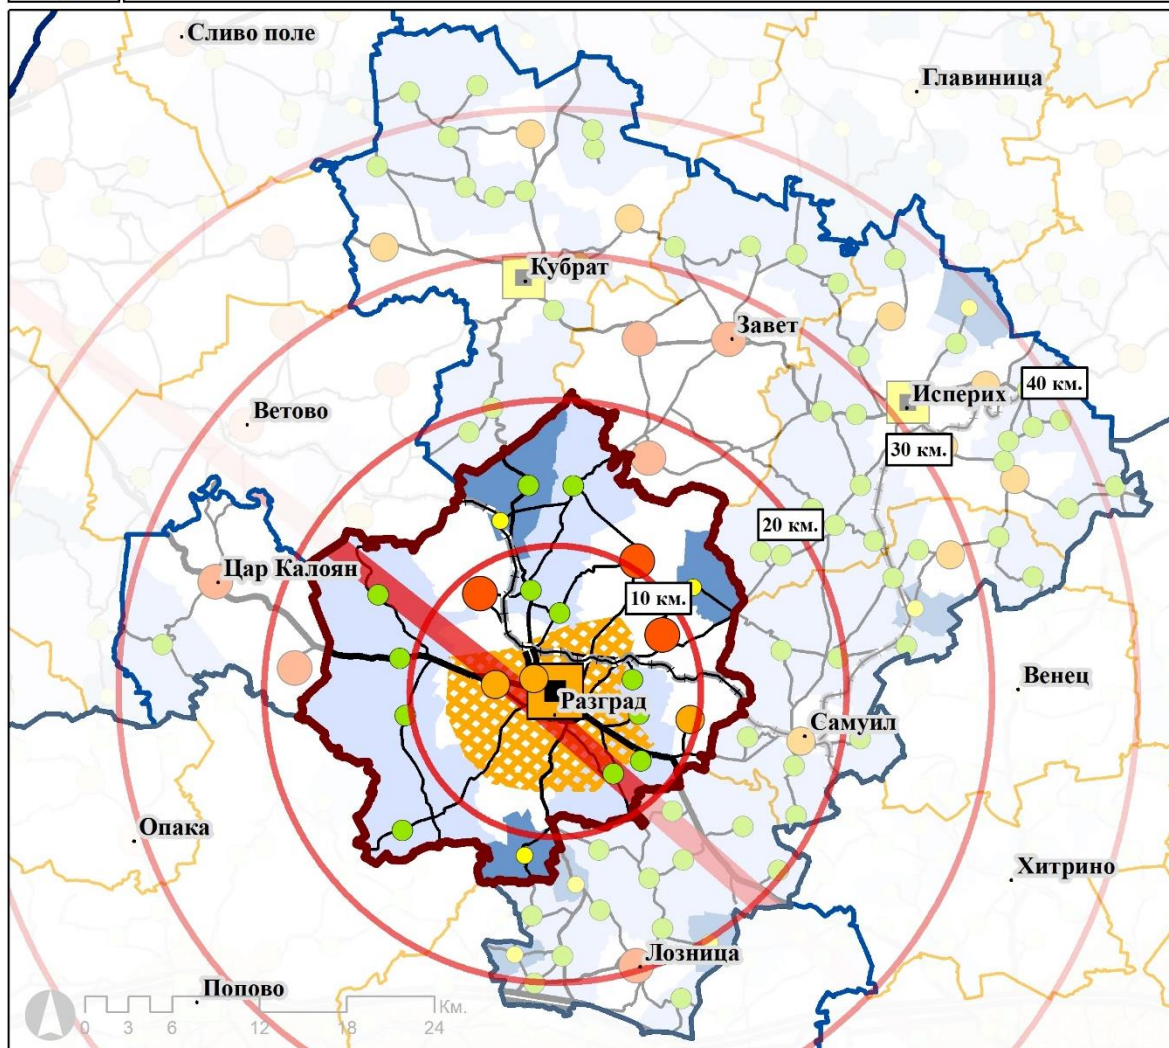 Сливо поле
Главиница
Кубрат
Завет
Ветово
Исперих
40 км.
30 км.
20 км.
Цар Калоян
10 км.
Разград
Венец
Самуил
Опака
Хитрино
Лозница
Попово
Км.
0 3 6 12 18 24